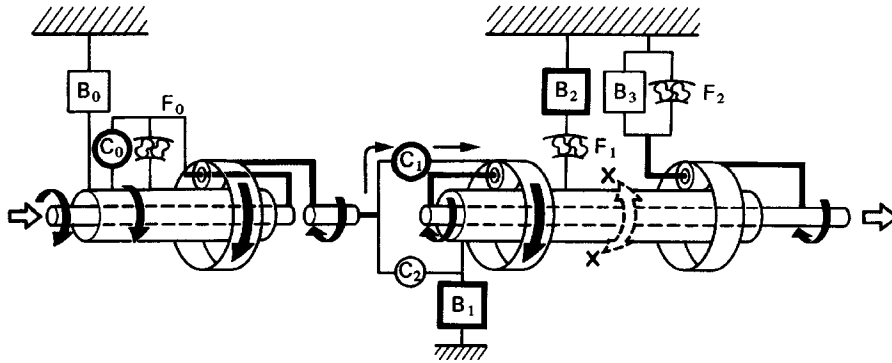 B₀
F₀
C₀
B₂
B₃
F₂
F₁
C₁
X
X
C₂
B₁